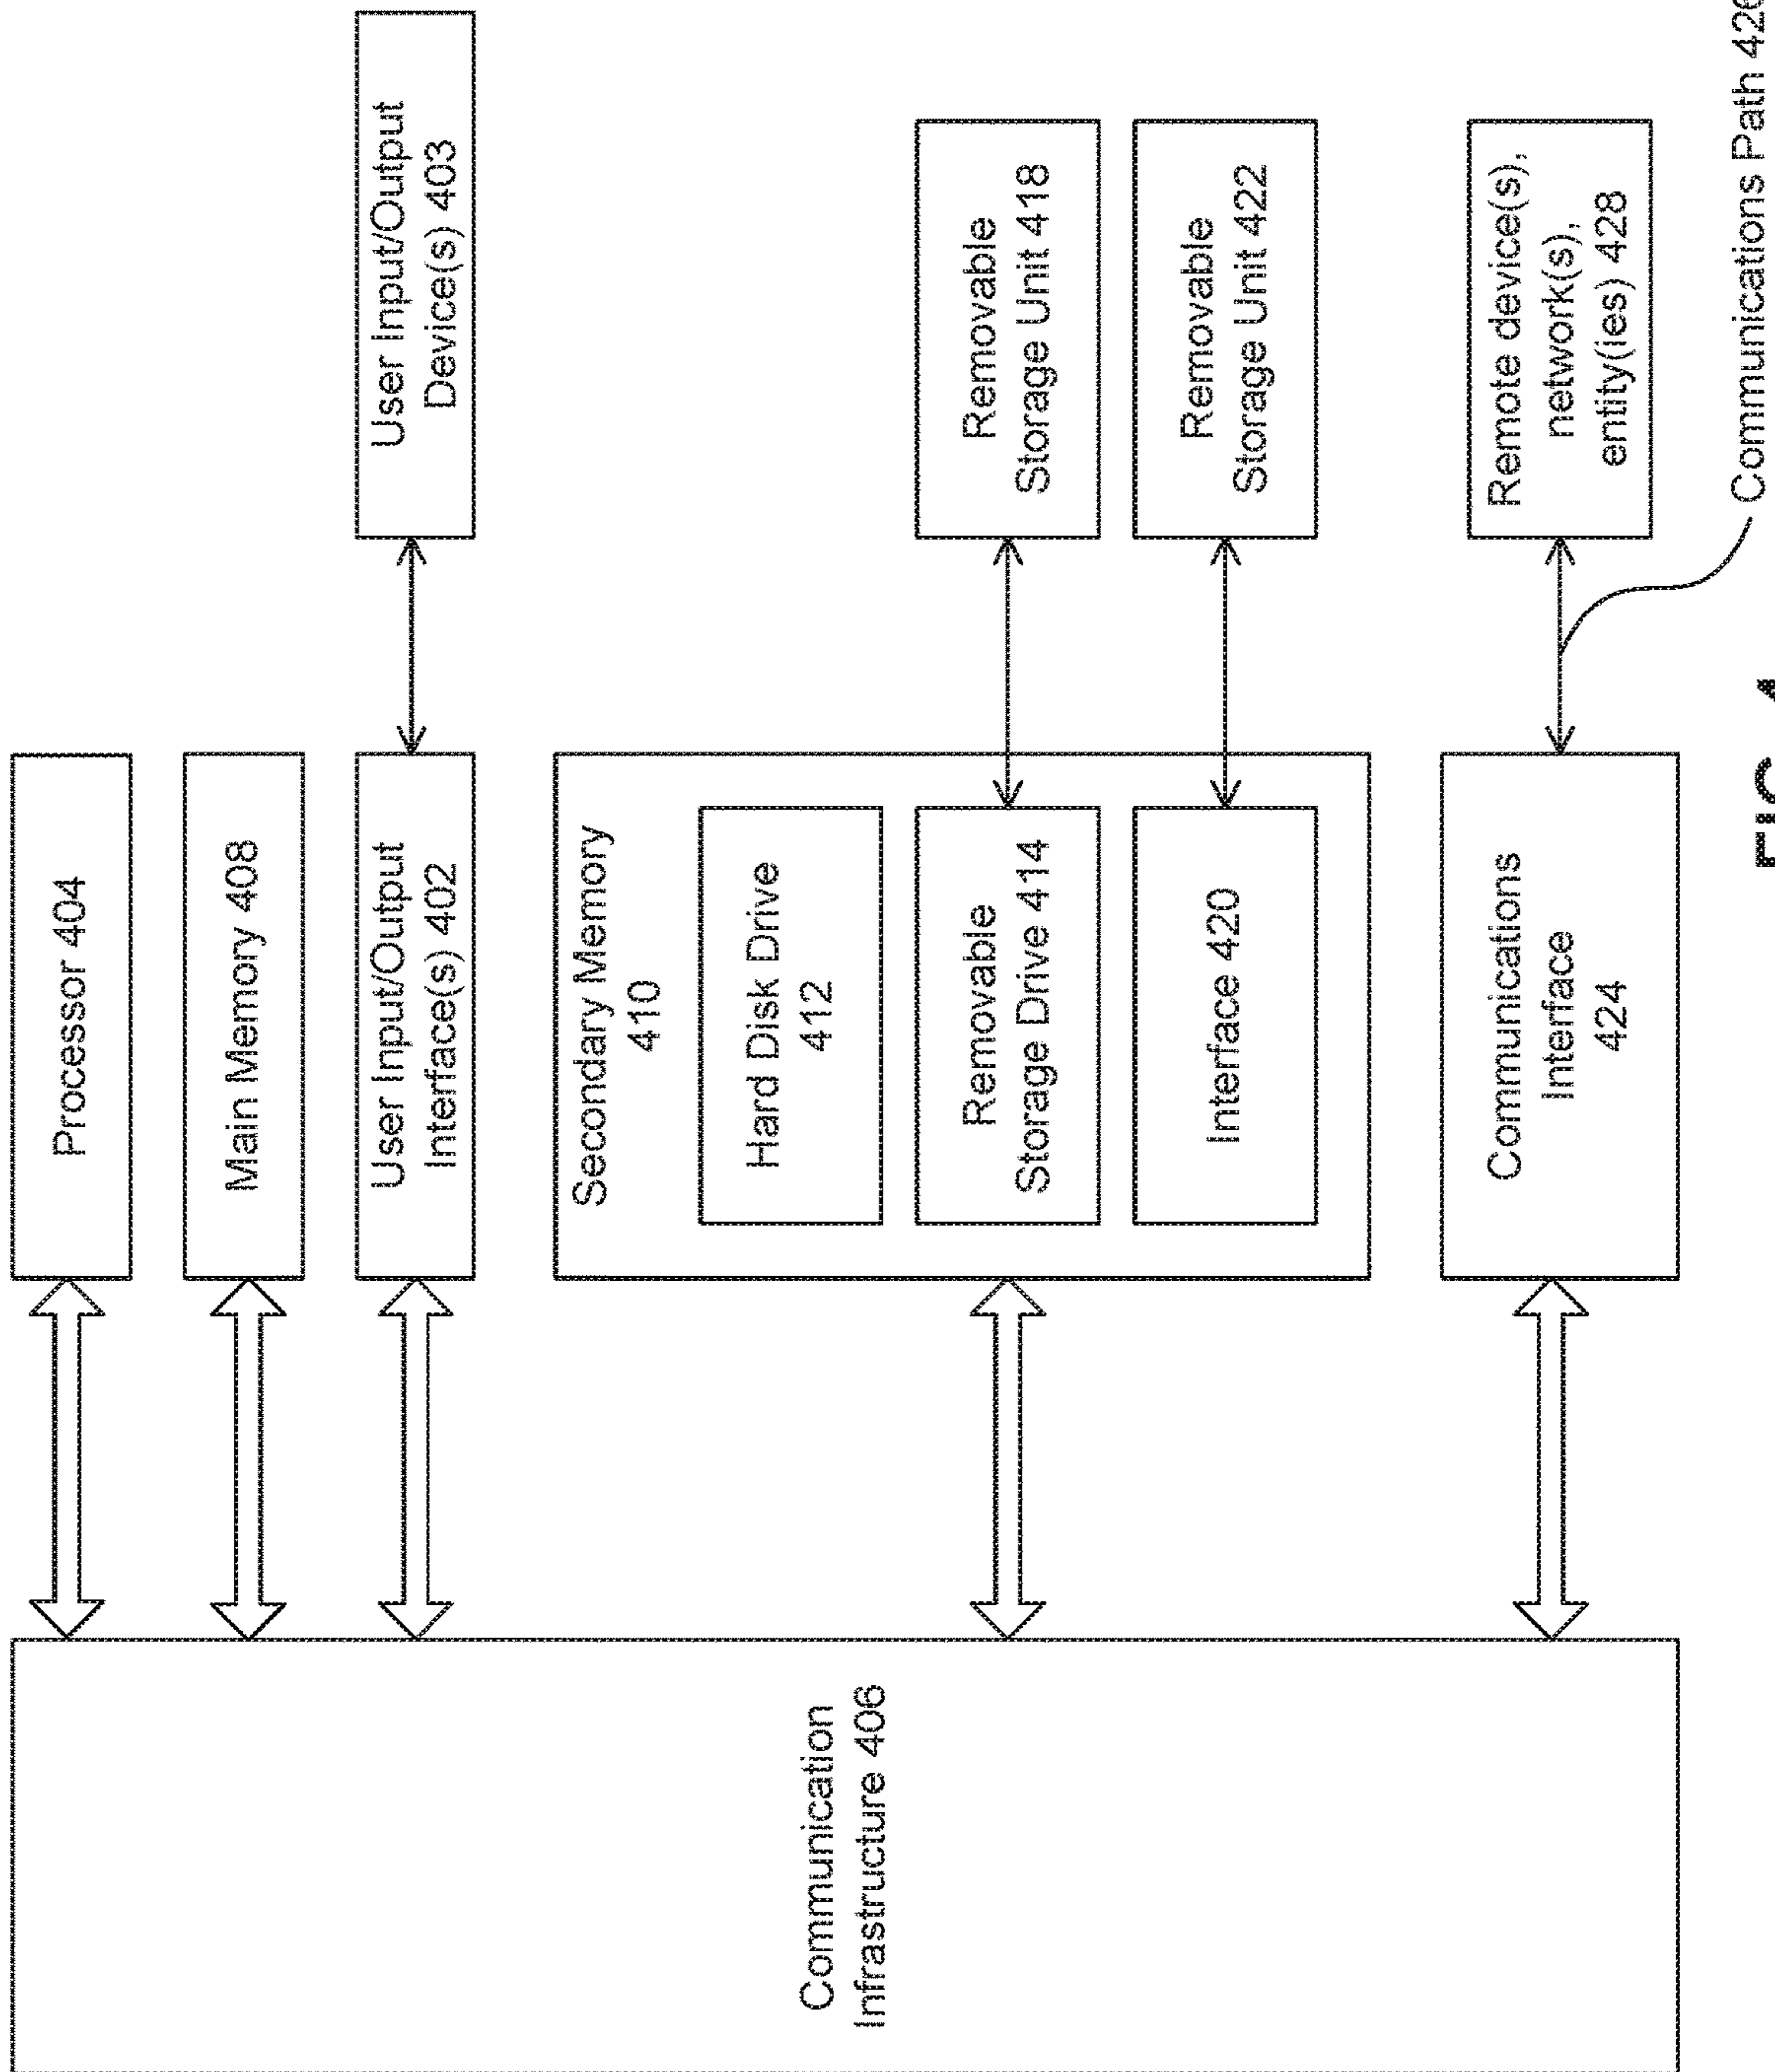 Processor 404
Main Memory 408
User Input/Output
Interface(s) 402
User Input/Output
Device(s) 403
Secondary Memory
410
Hard Disk Drive
412
Removable
Storage Drive 414
Removable
Storage Unit 418
Interface 420
Removable
Storage Unit 422
Communications
Interface
424
Remote device(s),
network(s),
entity(ies) 428
Communications Path 426
Communication
Infrastructure 406